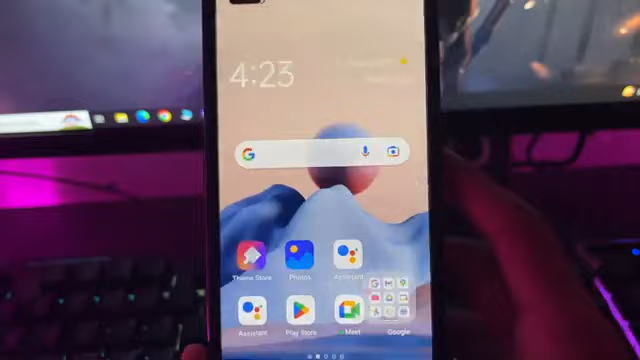 4:23
G
Theme Store
Photos
Assistant
Assistant
Play Store
Meet
Google